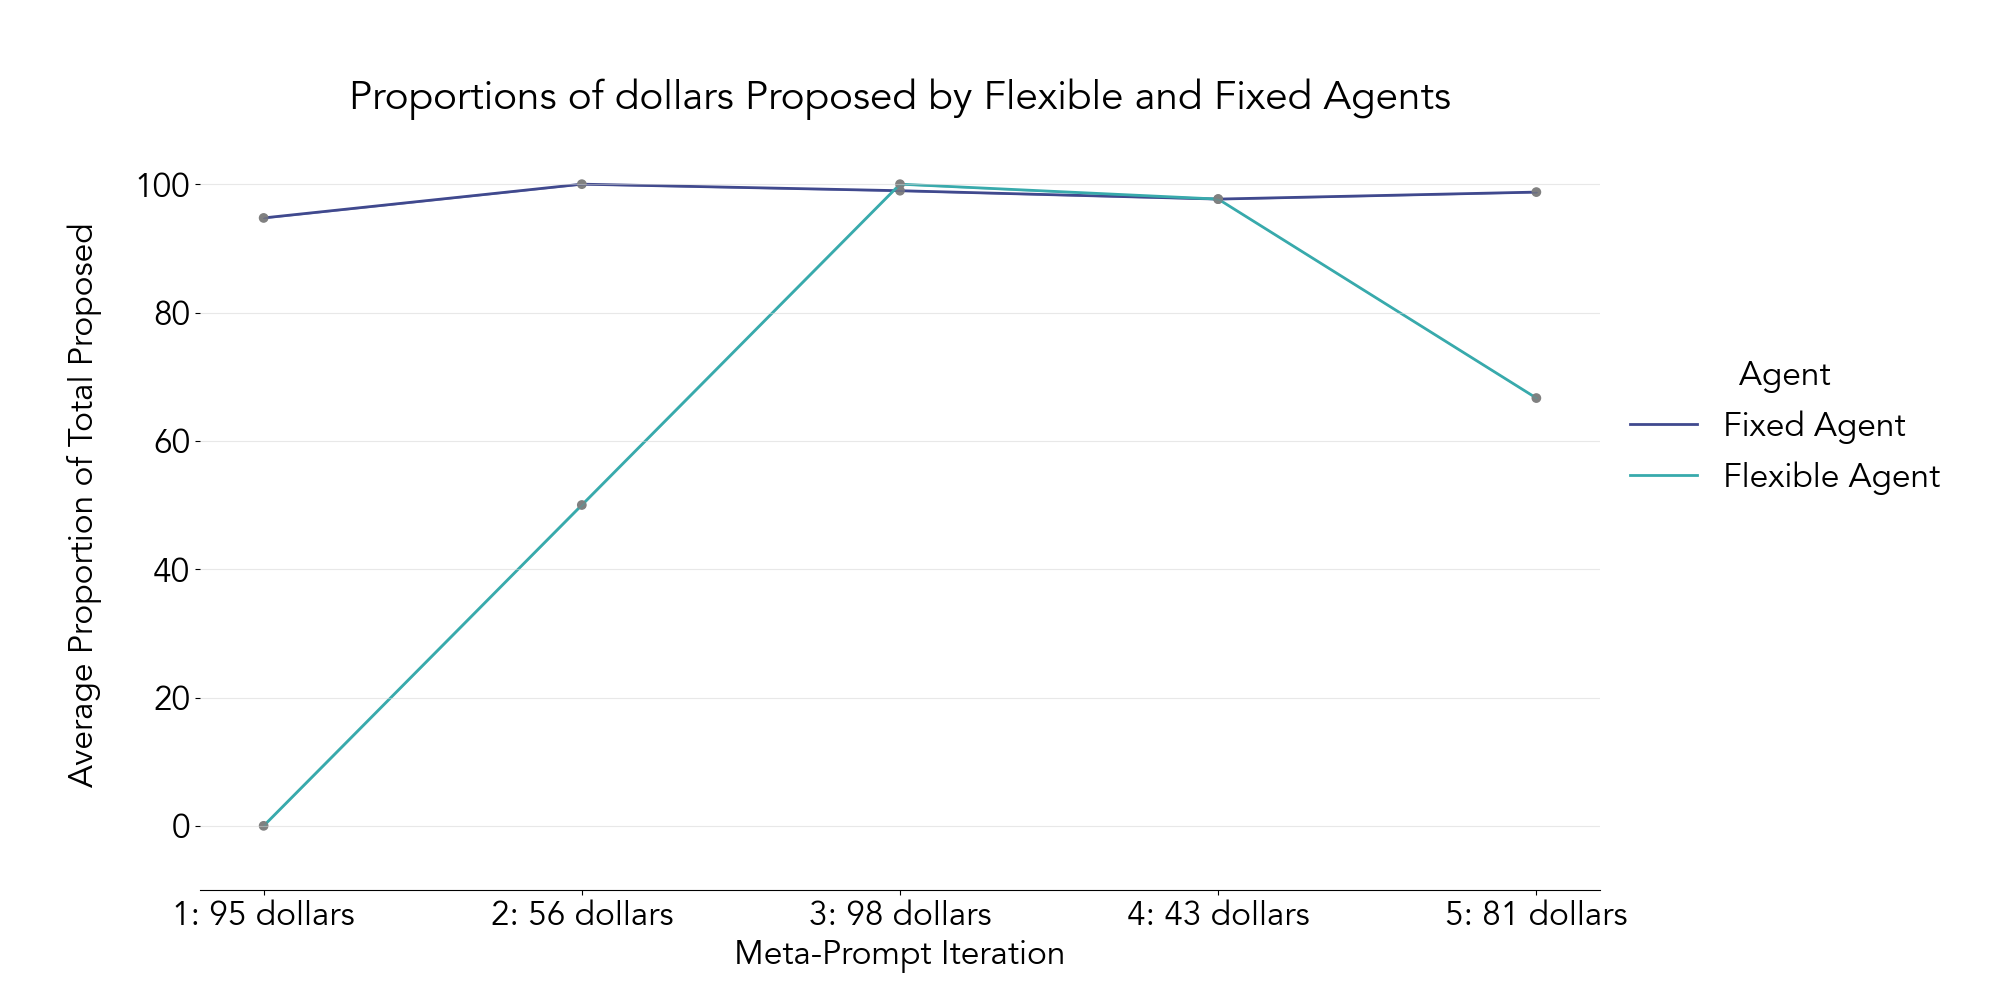 Proportions of dollars Proposed by Flexible and Fixed Agents
Average Proportion of Total Proposed
100
80
60
40
20
0
1: 95 dollars
2: 56 dollars
3: 98 dollars
4: 43 dollars
5: 81 dollars
Meta-Prompt Iteration
Agent
Fixed Agent
Flexible Agent